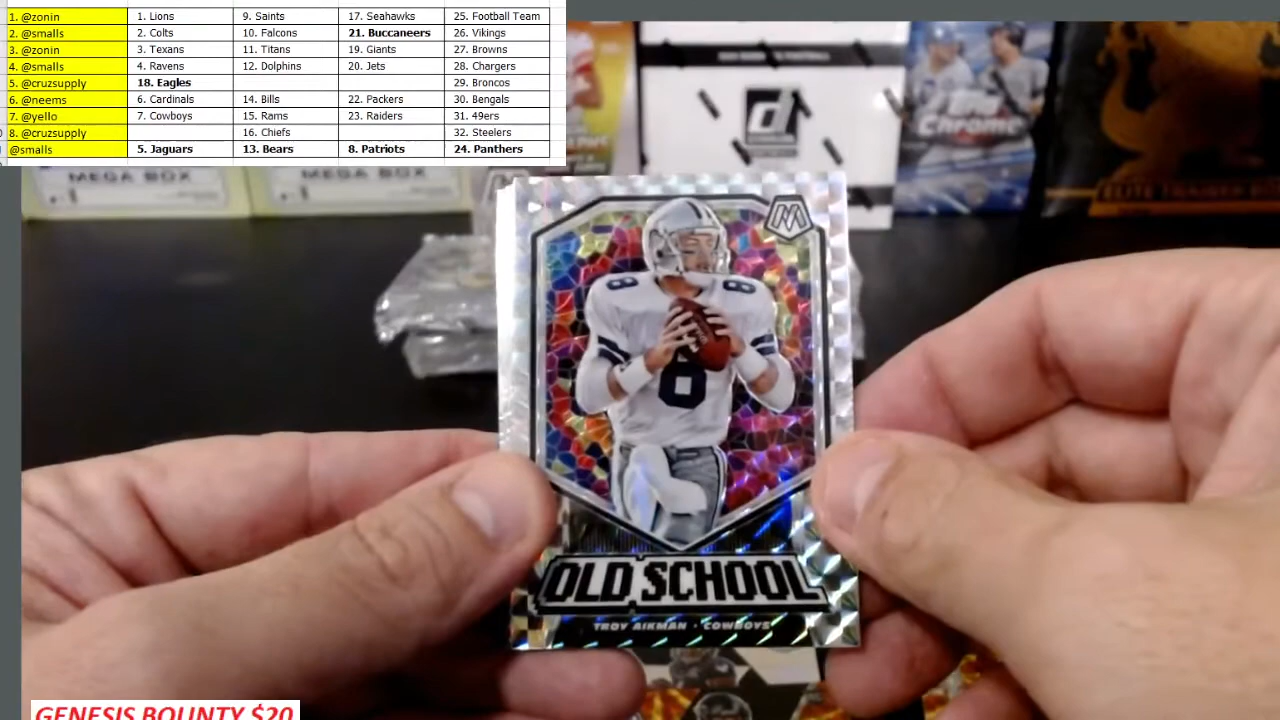 1. @zonin 1. Lions 9. Saints 17. Seahawks 25. Football Team
2. @smalls 2. Colts 10. Falcons 21. Buccaneers 26. Vikings
3. @zonin 3. Texans 11. Titans 19. Giants 27. Browns
4. @smalls 4. Ravens 12. Dolphins 20. Jets 28. Chargers
5. @cruzsupply 18. Eagles 29. Broncos
6. @neems 6. Cardinals 14. Bills 22. Packers 30. Bengals
7. @yello 7. Cowboys 15. Rams 23. Raiders 31. 49ers
8. @cruzsupply 16. Chiefs 32. Steelers
@smalls 5. Jaguars 13. Bears 8. Patriots 24. Panthers
MEGA BOX
MEGA BOX
Chrome
8 8
8
OLD SCHOOL
TROY AIKMAN · COWBOYS
GENESIS BOUNTY $20